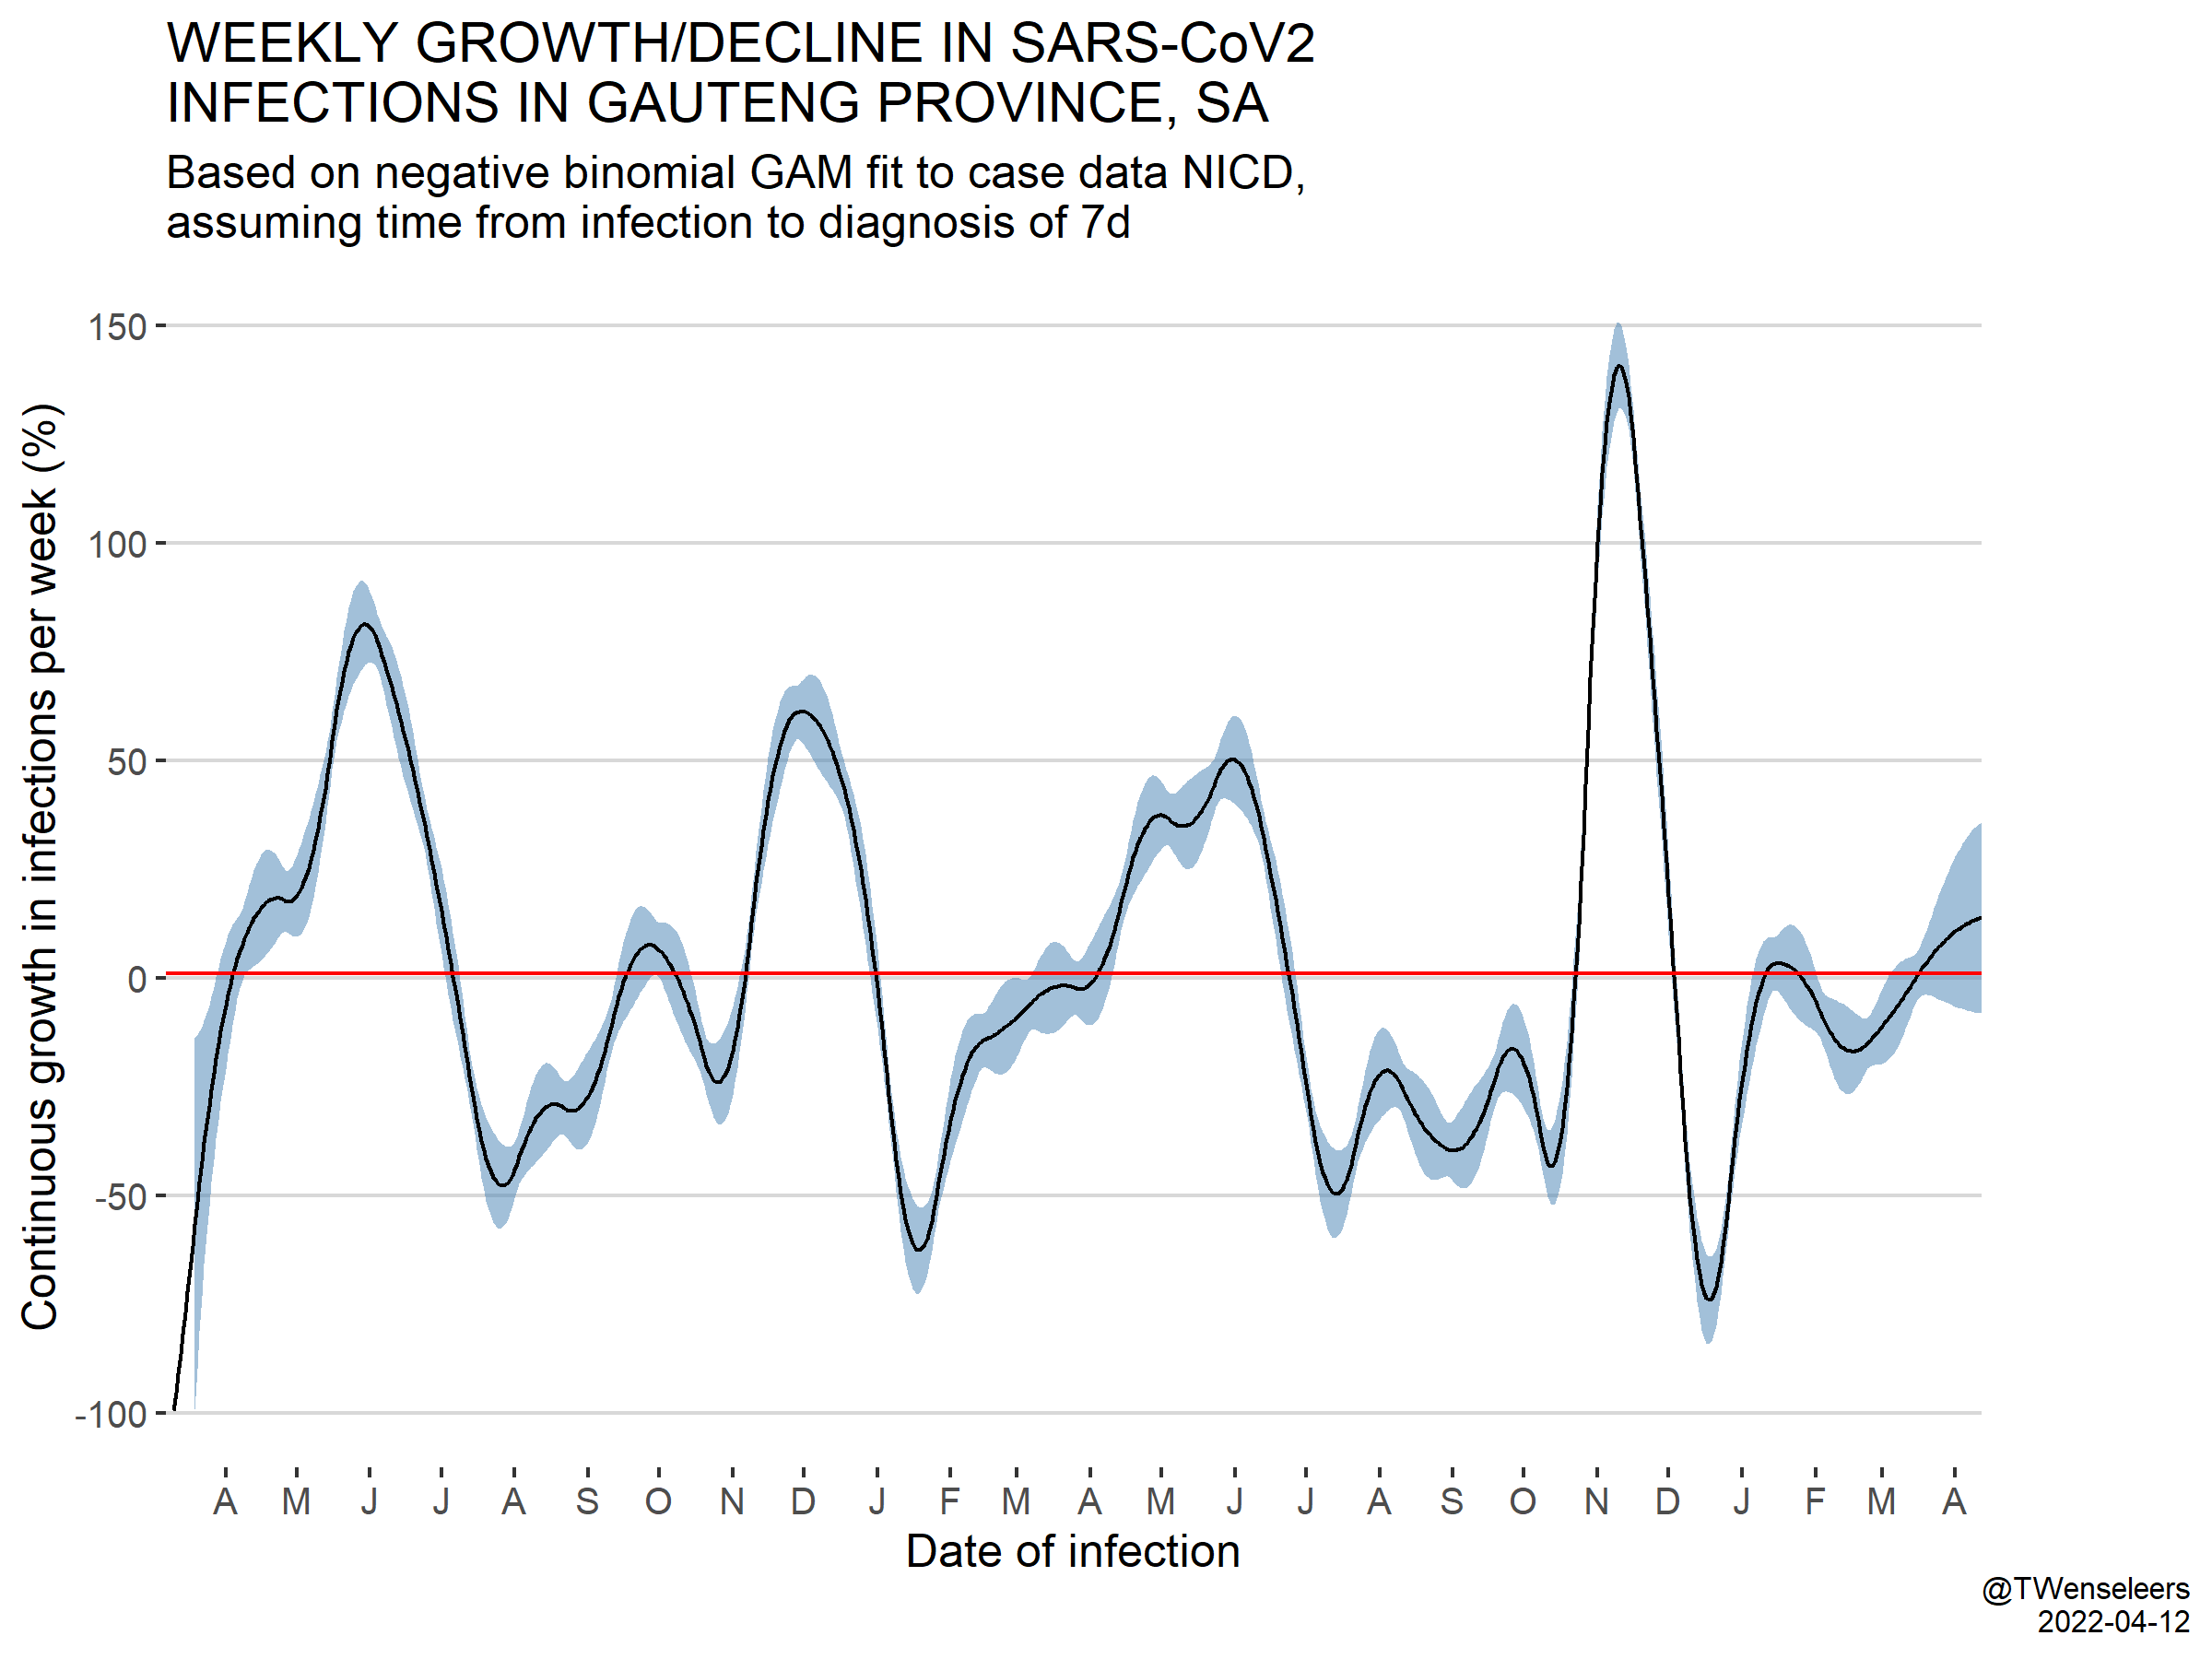 WEEKLY GROWTH/DECLINE IN SARS-CoV2
INFECTIONS IN GAUTENG PROVINCE, SA
Based on negative binomial GAM fit to case data NICD,
assuming time from infection to diagnosis of 7d
Continuous growth in infections per week (%)
150
100
50
0
-50
-100
A M J J A S O N D J F M A M J J A S O N D J F M A
Date of infection
@TWenseleers
2022-04-12